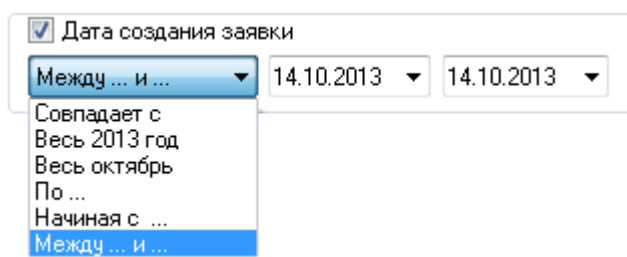 Дата создания заявки
Между ... и ... 14.10.2013 14.10.2013
Совпадает с
Весь 2013 год
Весь октябрь
По ...
Начиная с ...
Между ... и ...